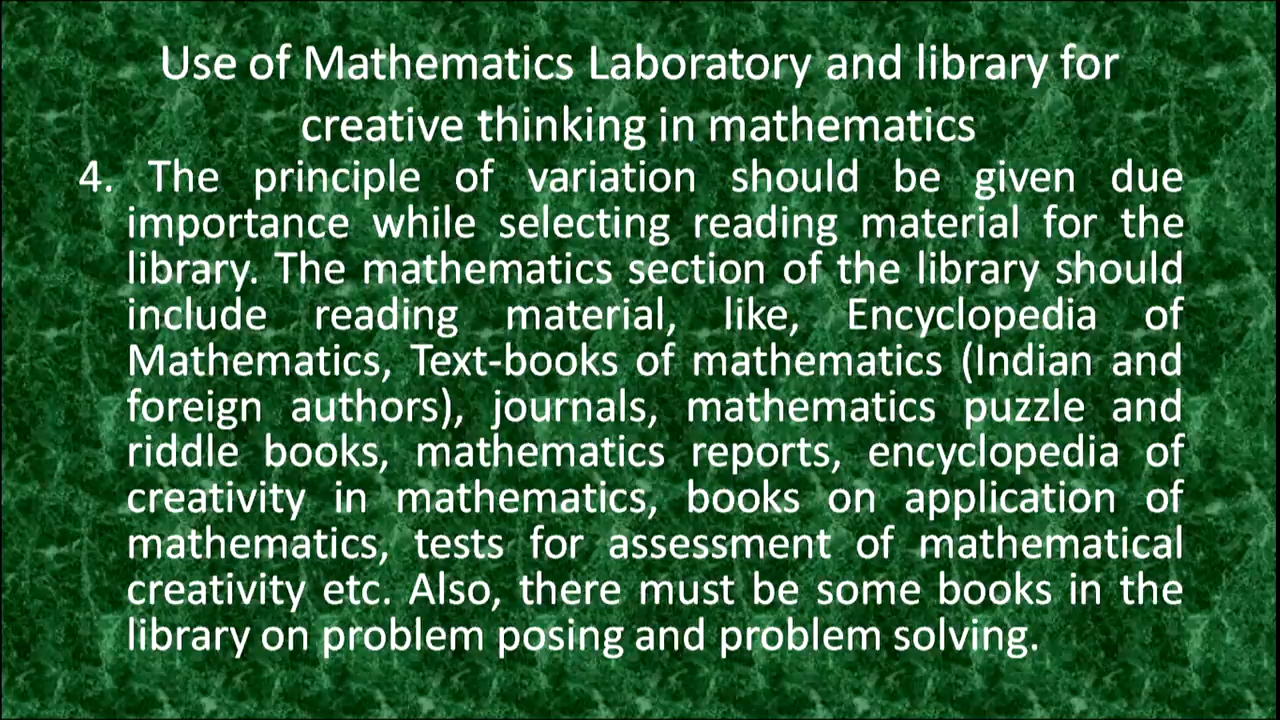 Use of Mathematics Laboratory and library for
creative thinking in mathematics
4. The principle of variation should be given due
importance while selecting reading material for the
library. The mathematics section of the library should
include reading material, like, Encyclopedia of
Mathematics, Text-books of mathematics (Indian and
foreign authors), journals, mathematics puzzle and
riddle books, mathematics reports, encyclopedia of
creativity in mathematics, books on application of
mathematics, tests for assessment of mathematical
creativity etc. Also, there must be some books in the
library on problem posing and problem solving.